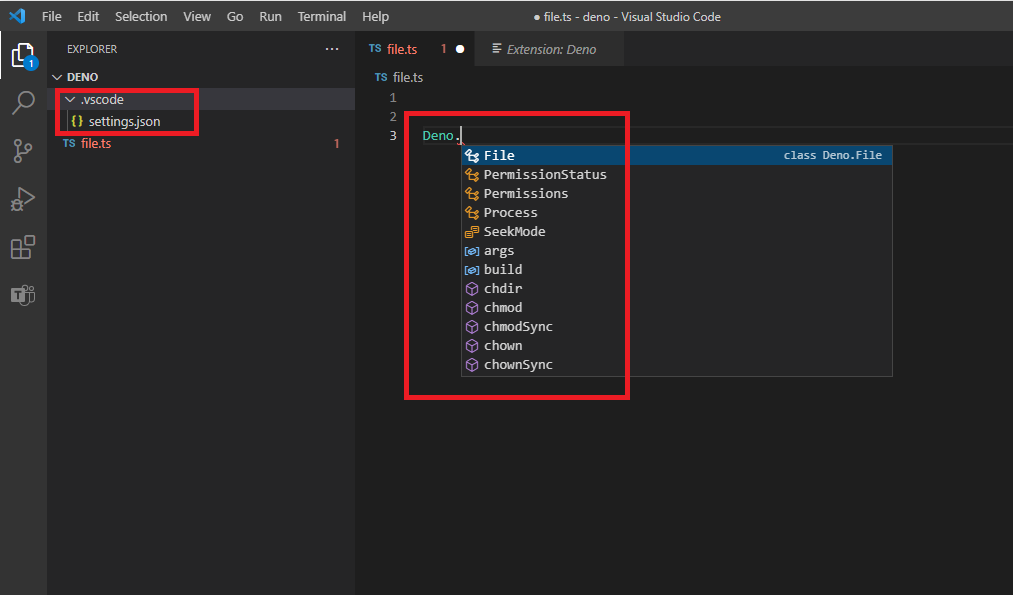 File Edit Selection View Go Run Terminal Help ● file.ts - deno - Visual Studio Code
EXPLORER ...
TS file.ts 1 ● Extension: Deno
1
DENO
TS file.ts
.vscode
{} settings.json
TS file.ts 1
1
2
3 Deno.
File class Deno.File
PermissionStatus
Permissions
Process
SeekMode
args
build
chdir
chmod
chmodSync
chown
chownSync
T